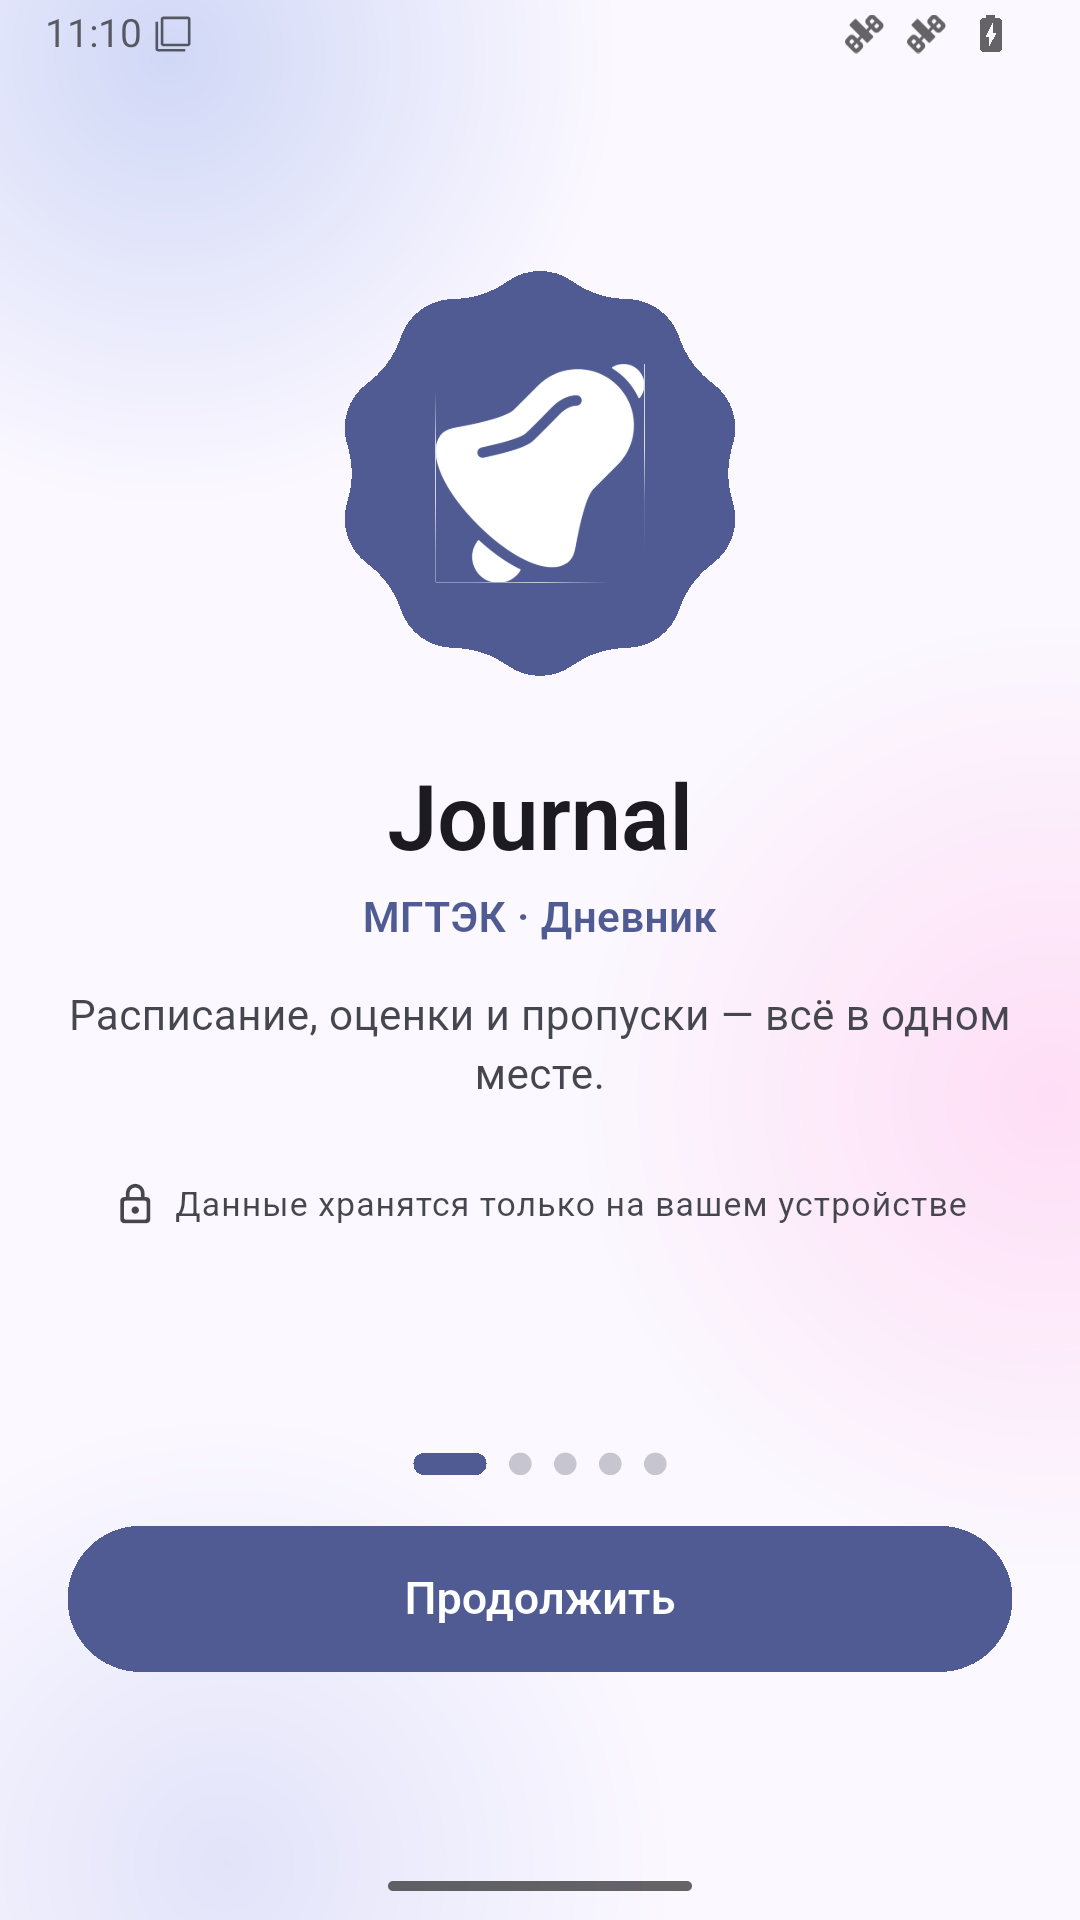 11:10
Journal
МГТЭК · Дневник
Расписание, оценки и пропуски — всё в одном
месте.
Данные хранятся только на вашем устройстве
Продолжить